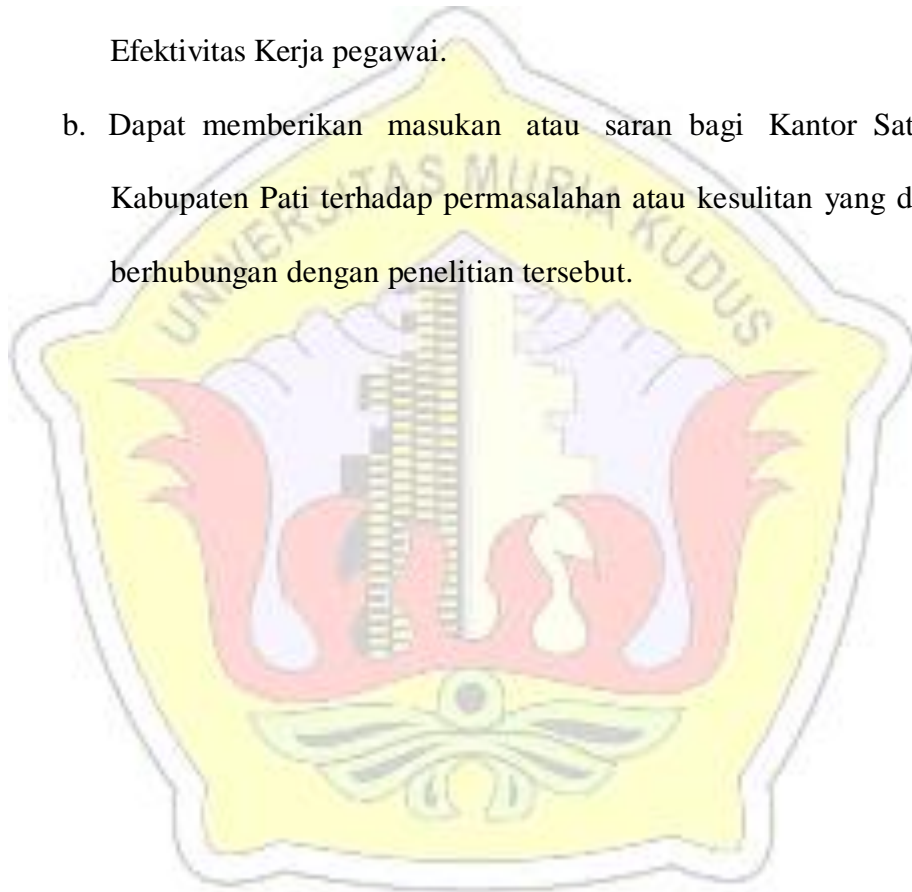 Efektivitas Kerja pegawai.
b. Dapat memberikan masukan atau saran bagi Kantor
Kabupaten Pati terhadap permasalahan atau kesulitan yang
berhubungan dengan penelitian tersebut.
UNIVERSITAS MURIA KUDUS